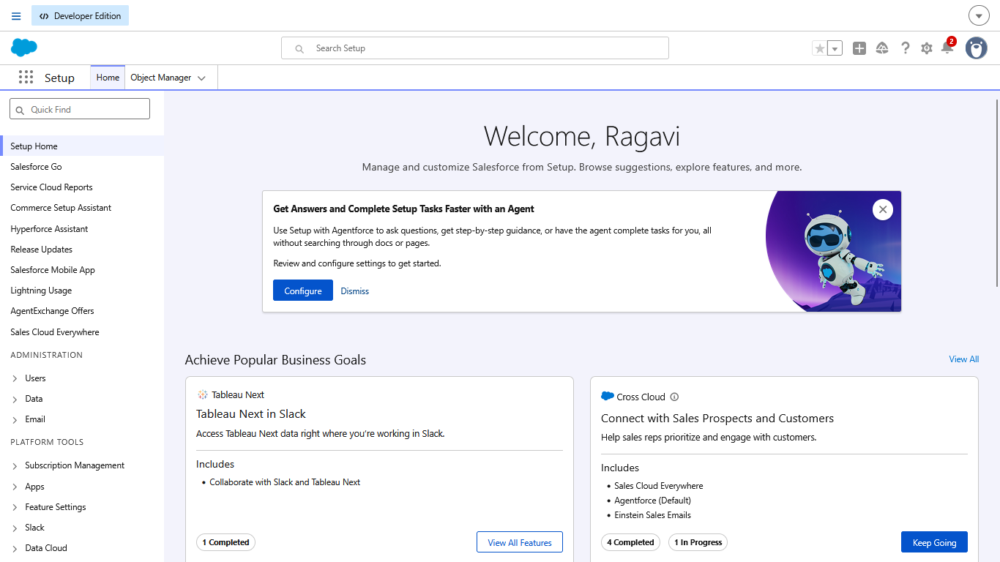 Developer Edition
Search Setup
2
Setup
Home
Object Manager
Quick Find
Setup Home
Salesforce Go
Service Cloud Reports
Commerce Setup Assistant
Hyperforce Assistant
Release Updates
Salesforce Mobile App
Lightning Usage
AgentExchange Offers
Sales Cloud Everywhere
ADMINISTRATION
Users
Data
Email
PLATFORM TOOLS
Subscription Management
Apps
Feature Settings
Slack
Data Cloud
Welcome, Ragavi
Manage and customize Salesforce from Setup. Browse suggestions, explore features, and more.
Get Answers and Complete Setup Tasks Faster with an Agent
Use Setup with Agentforce to ask questions, get step-by-step guidance, or have the agent complete tasks for you, all
without searching through docs or pages.
Review and configure settings to get started.
Configure
Dismiss
Achieve Popular Business Goals
View All
Tableau Next
Tableau Next in Slack
Access Tableau Next data right where you're working in Slack.
Includes
• Collaborate with Slack and Tableau Next
1 Completed
View All Features
Cross Cloud
Connect with Sales Prospects and Customers
Help sales reps prioritize and engage with customers.
Includes
• Sales Cloud Everywhere
• Agentforce (Default)
• Einstein Sales Emails
4 Completed
1 In Progress
Keep Going